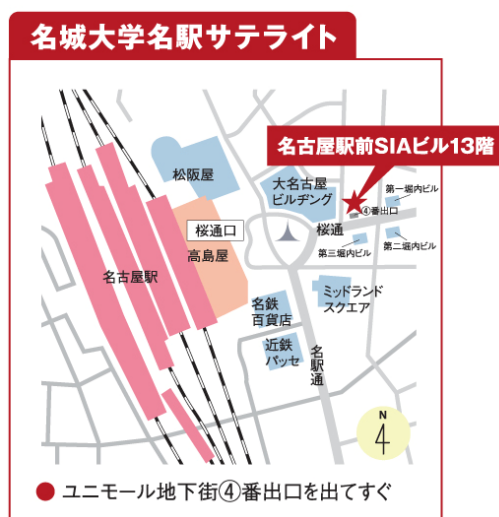 名城大学名駅サテライト
名古屋駅前SIAビル13階
松阪屋
大名古屋
ビルヂング
第一堀内ビル
④番出口
桜通口
桜通
高島屋
第三堀内ビル
第二堀内ビル
名古屋駅
名鉄
百貨店
ミッドランド
スクエア
近鉄
パッセ
名駅通
N
● ユニモール地下街④番出口を出てすぐ